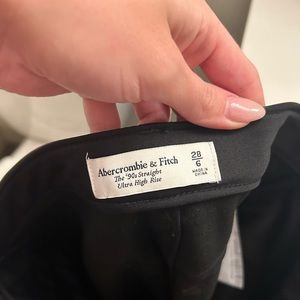 Abercrombie & Fitch
The '90s Straight
Ultra High Rise
28
6
MADE IN
CHINA